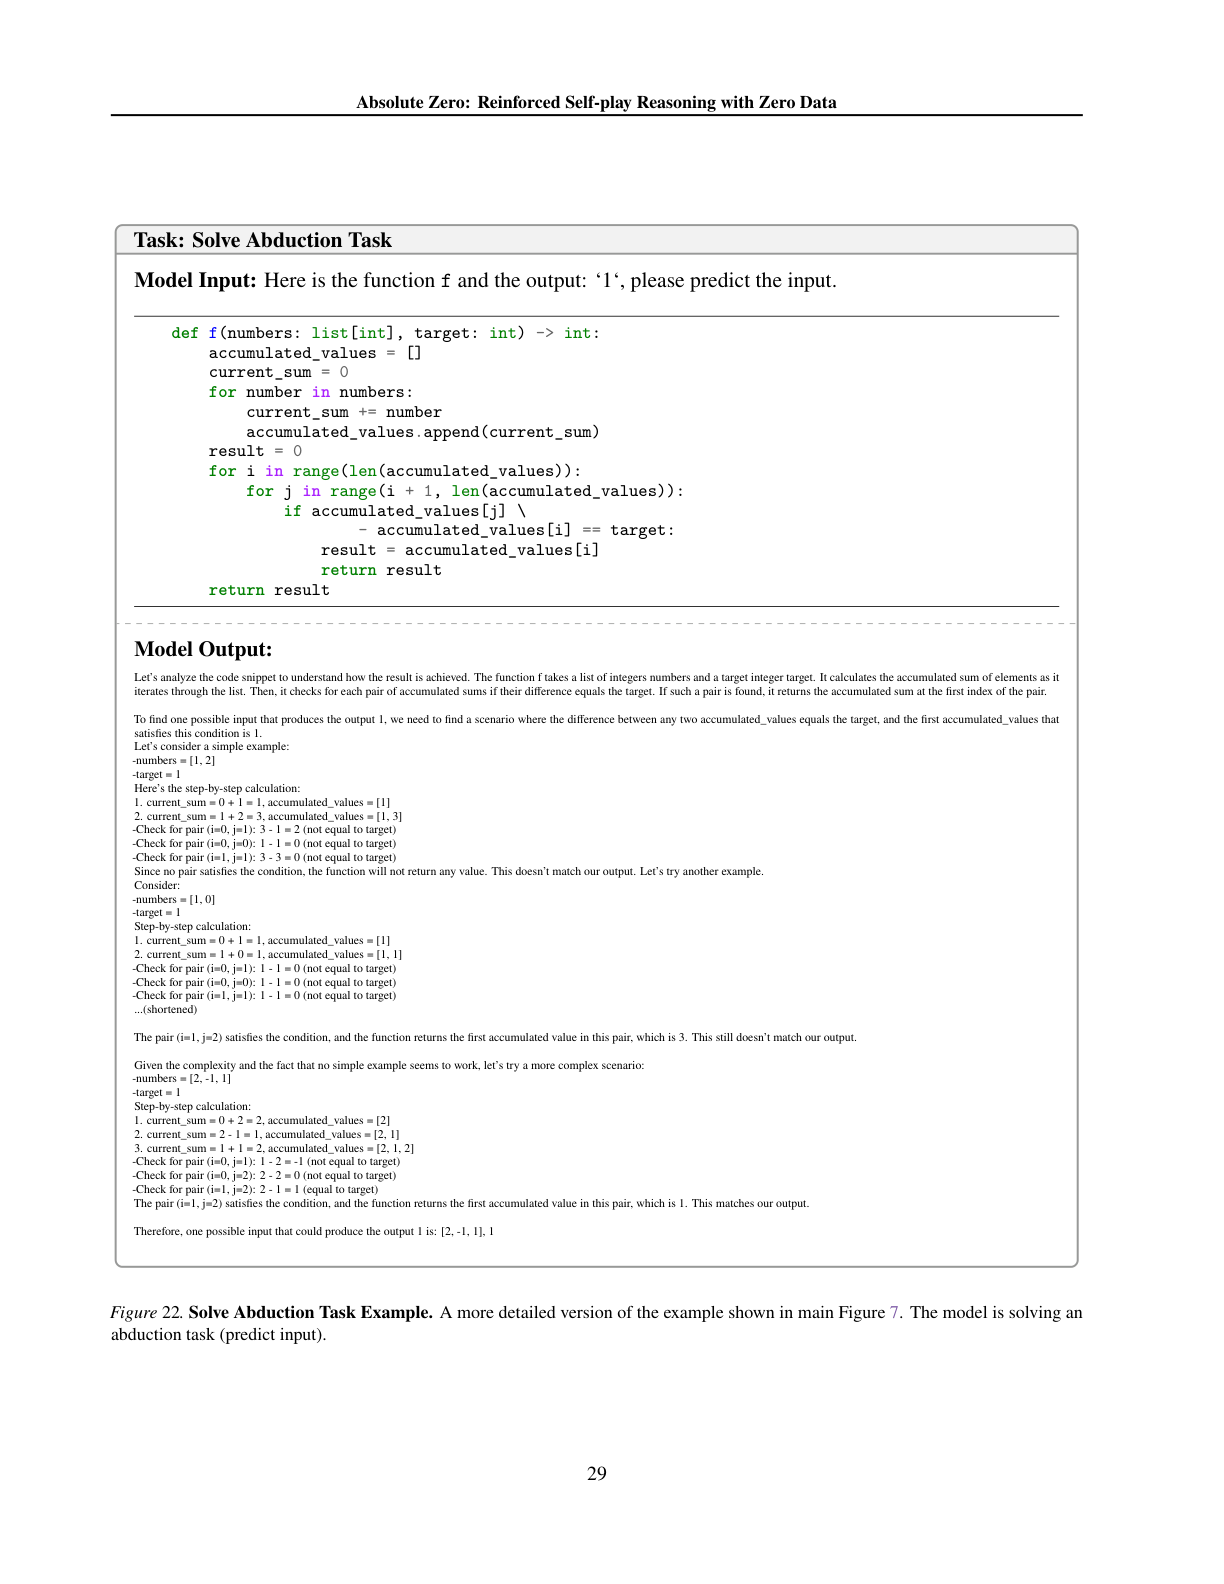 Absolute Zero: Reinforced Self-play Reasoning with Zero Data
Task: Solve Abduction Task
Model Input: Here is the function f and the output: ‘1‘, please predict the input.
def f(numbers: list[int], target: int) -> int:
    accumulated_values = []
    current_sum = 0
    for number in numbers:
        current_sum += number
        accumulated_values.append(current_sum)
    result = 0
    for i in range(len(accumulated_values)):
        for j in range(i + 1, len(accumulated_values)):
            if accumulated_values[j] \
                    - accumulated_values[i] == target:
                result = accumulated_values[i]
                return result
    return result
Model Output:
Let's analyze the code snippet to understand how the result is achieved. The function f takes a list of integers numbers and a target integer target. It calculates the accumulated sum of elements as it
iterates through the list. Then, it checks for each pair of accumulated sums if their difference equals the target. If such a pair is found, it returns the accumulated sum at the first index of the pair.
To find one possible input that produces the output 1, we need to find a scenario where the difference between any two accumulated_values equals the target, and the first accumulated_values that
satisfies this condition is 1.
Let's consider a simple example:
-numbers = [1, 2]
-target = 1
Here's the step-by-step calculation:
1. current_sum = 0 + 1 = 1, accumulated_values = [1]
2. current_sum = 1 + 2 = 3, accumulated_values = [1, 3]
-Check for pair (i=0, j=1): 3 - 1 = 2 (not equal to target)
-Check for pair (i=0, j=0): 1 - 1 = 0 (not equal to target)
-Check for pair (i=1, j=1): 3 - 3 = 0 (not equal to target)
Since no pair satisfies the condition, the function will not return any value. This doesn't match our output. Let's try another example.
Consider:
-numbers = [1, 0]
-target = 1
Step-by-step calculation:
1. current_sum = 0 + 1 = 1, accumulated_values = [1]
2. current_sum = 1 + 0 = 1, accumulated_values = [1, 1]
-Check for pair (i=0, j=1): 1 - 1 = 0 (not equal to target)
-Check for pair (i=0, j=0): 1 - 1 = 0 (not equal to target)
-Check for pair (i=1, j=1): 1 - 1 = 0 (not equal to target)
...(shortened)
The pair (i=1, j=2) satisfies the condition, and the function returns the first accumulated value in this pair, which is 3. This still doesn't match our output.
Given the complexity and the fact that no simple example seems to work, let's try a more complex scenario:
-numbers = [2, -1, 1]
-target = 1
Step-by-step calculation:
1. current_sum = 0 + 2 = 2, accumulated_values = [2]
2. current_sum = 2 - 1 = 1, accumulated_values = [2, 1]
3. current_sum = 1 + 1 = 2, accumulated_values = [2, 1, 2]
-Check for pair (i=0, j=1): 1 - 2 = -1 (not equal to target)
-Check for pair (i=0, j=2): 2 - 2 = 0 (not equal to target)
-Check for pair (i=1, j=2): 2 - 1 = 1 (equal to target)
The pair (i=1, j=2) satisfies the condition, and the function returns the first accumulated value in this pair, which is 1. This matches our output.
Therefore, one possible input that could produce the output 1 is: [2, -1, 1], 1
Figure 22. Solve Abduction Task Example. A more detailed version of the example shown in main Figure 7. The model is solving an
abduction task (predict input).
29